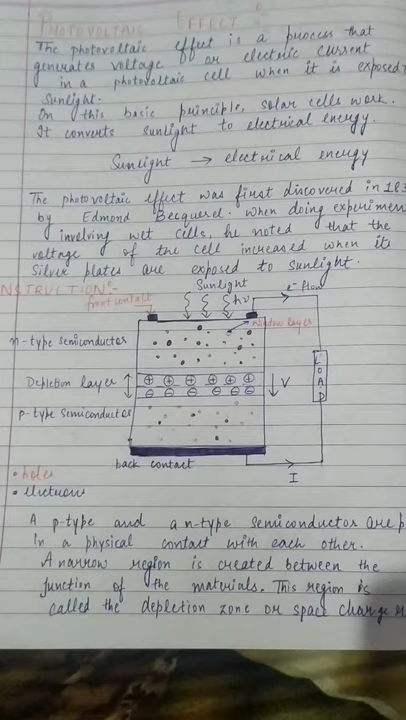 PHOTOVOLTAIC EFFECT :-
The photovoltaic effect is a process that
generates voltage or electric current
in a photovoltaic cell when it is exposed
Sunlight.
On this basic principle, solar cells work.
It converts sunlight to electrical energy.
Sunlight → electrical energy
The photovoltaic effect was first discovered in 183
by Edmond Becquerel. when doing experimen
involving wet cells, he noted that the
voltage of the cell increased when its
Silver plates are exposed to sunlight.
NSTRUCTION:-
Sunlight
e⁻ flow
front contact
hν
window layer
n-type semiconductor
LOAD
Depletion layer
V
p-type semiconductor
back contact
I
• holes
• electrons
A p-type and a n-type semiconductor are p
in a physical contact with each other.
A narrow region is created between the
junction of the materials. This region is
called the depletion zone or space charge r